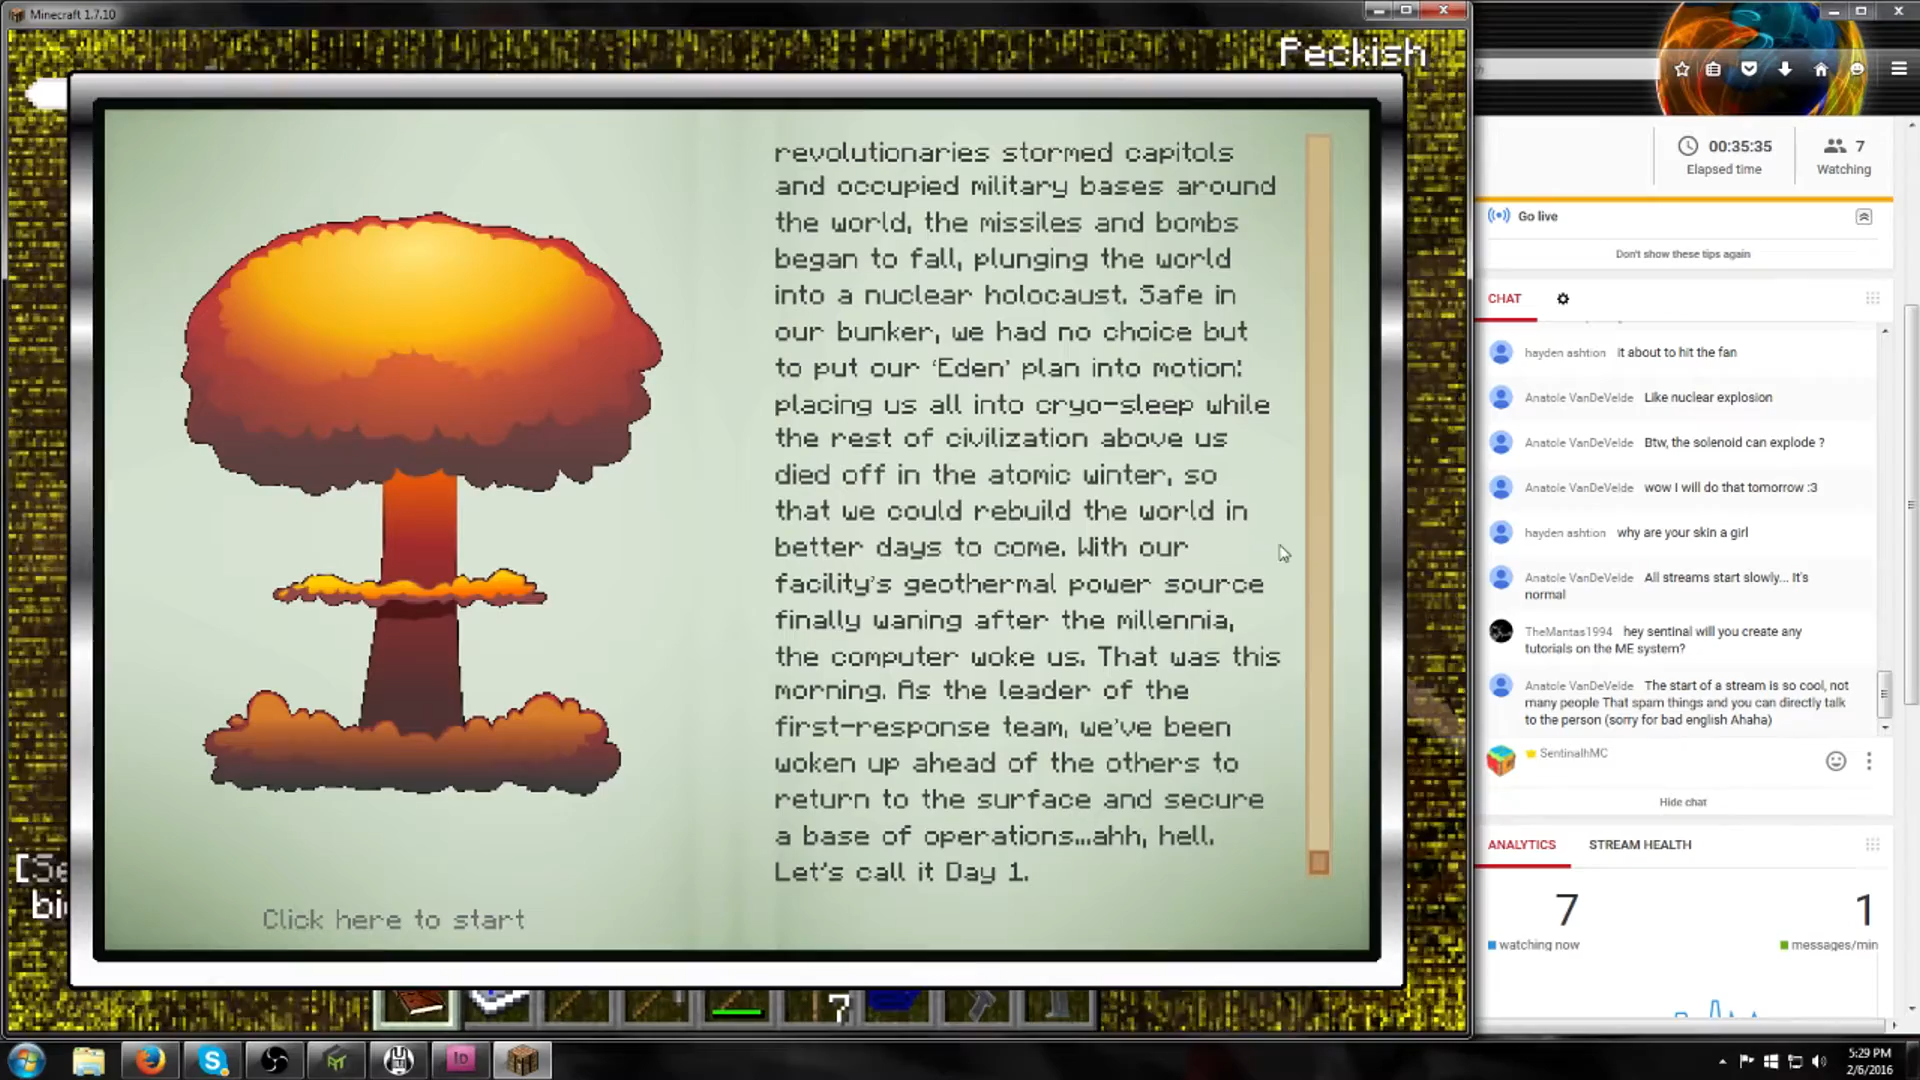 Minecraft 1.7.10
Peckish
revolutionaries stormed capitols
and occupied military bases around
the world, the missiles and bombs
began to fall, plunging the world
into a nuclear holocaust. Safe in
our bunker, we had no choice but
to put our 'Eden' plan into motion:
placing us all into cryo-sleep while
the rest of civilization above us
died off in the atomic winter, so
that we could rebuild the world in
better days to come. With our
facility's geothermal power source
finally waning after the millennia,
the computer woke us. That was this
morning. As the leader of the
first-response team, we've been
woken up ahead of the others to
return to the surface and secure
a base of operations...ahh, hell.
Let's call it Day 1.
Click here to start
7
00:35:35
Elapsed time
7
Watching
Go live
Don't show these tips again
CHAT
hayden ashtion it about to hit the fan
Anatole VanDeVelde Like nuclear explosion
Anatole VanDeVelde Btw, the solenoid can explode ?
Anatole VanDeVelde wow I will do that tomorrow :3
hayden ashtion why are your skin a girl
Anatole VanDeVelde All streams start slowly... It's
normal
TheMantas1994 hey sentinal will you create any
tutorials on the ME system?
Anatole VanDeVelde The start of a stream is so cool, not
many people That spam things and you can directly talk
to the person (sorry for bad english Ahaha)
SentinalhMC
Hide chat
ANALYTICS
STREAM HEALTH
7
watching now
1
messages/min
5:29 PM
2/6/2016